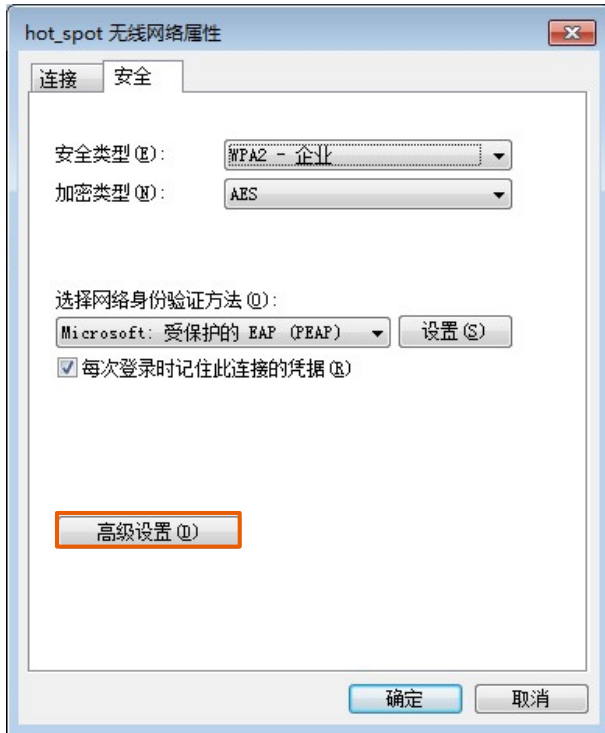 hot_spot 无线网络属性
连接 安全
安全类型(E): WPA2 - 企业
加密类型(N): AES
选择网络身份验证方法(O):
Microsoft: 受保护的 EAP (PEAP) 设置(S)
每次登录时记住此连接的凭据(R)
高级设置(D)
确定 取消